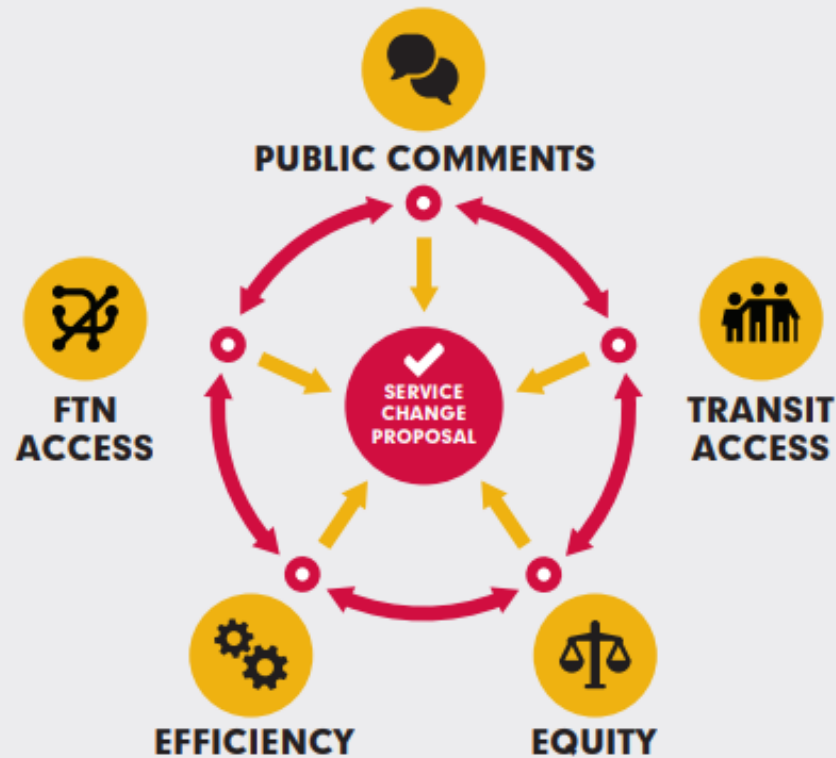 PUBLIC COMMENTS
FTN
ACCESS
SERVICE
CHANGE
PROPOSAL
TRANSIT
ACCESS
EFFICIENCY
EQUITY